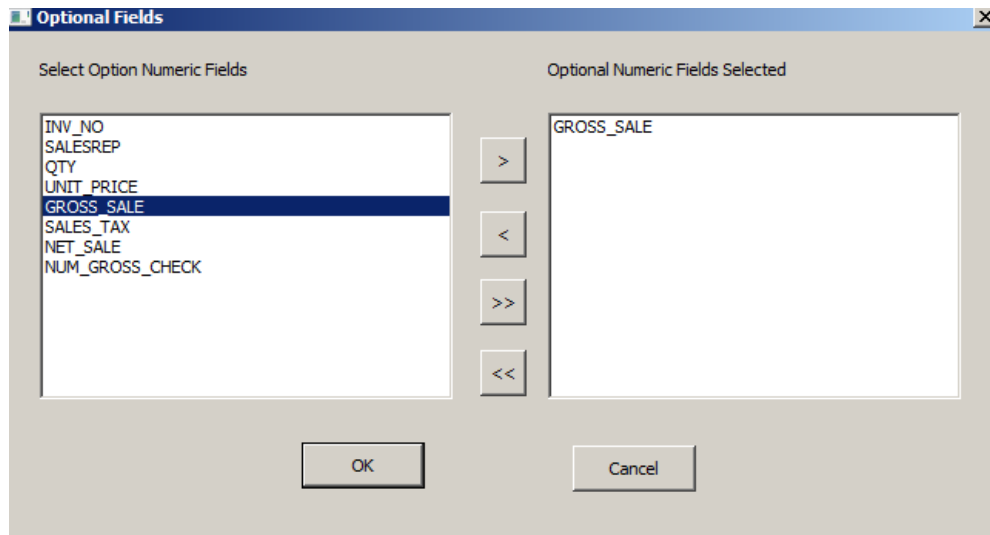 Optional Fields
Select Option Numeric Fields
Optional Numeric Fields Selected
INV_NO
SALESREP
QTY
UNIT_PRICE
GROSS_SALE
SALES_TAX
NET_SALE
NUM_GROSS_CHECK
>
<
>>
<<
GROSS_SALE
OK
Cancel